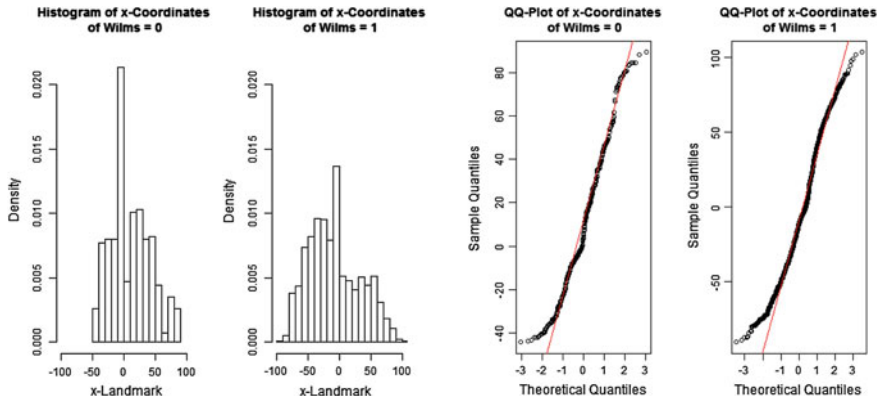 Histogram of x-Coordinates
of Wilms = 0
Density
0.000
0.005
0.010
0.015
0.020
-100
-50
0
50
100
x-Landmark
Histogram of x-Coordinates
of Wilms = 1
Density
0.000
0.005
0.010
0.015
0.020
-100
-50
0
50
100
x-Landmark
QQ-Plot of x-Coordinates
of Wilms = 0
Sample Quantiles
-40
-20
0
20
40
60
80
-3
-2
-1
0
1
2
3
Theoretical Quantiles
QQ-Plot of x-Coordinates
of Wilms = 1
Sample Quantiles
-50
0
50
100
-3
-2
-1
0
1
2
3
Theoretical Quantiles